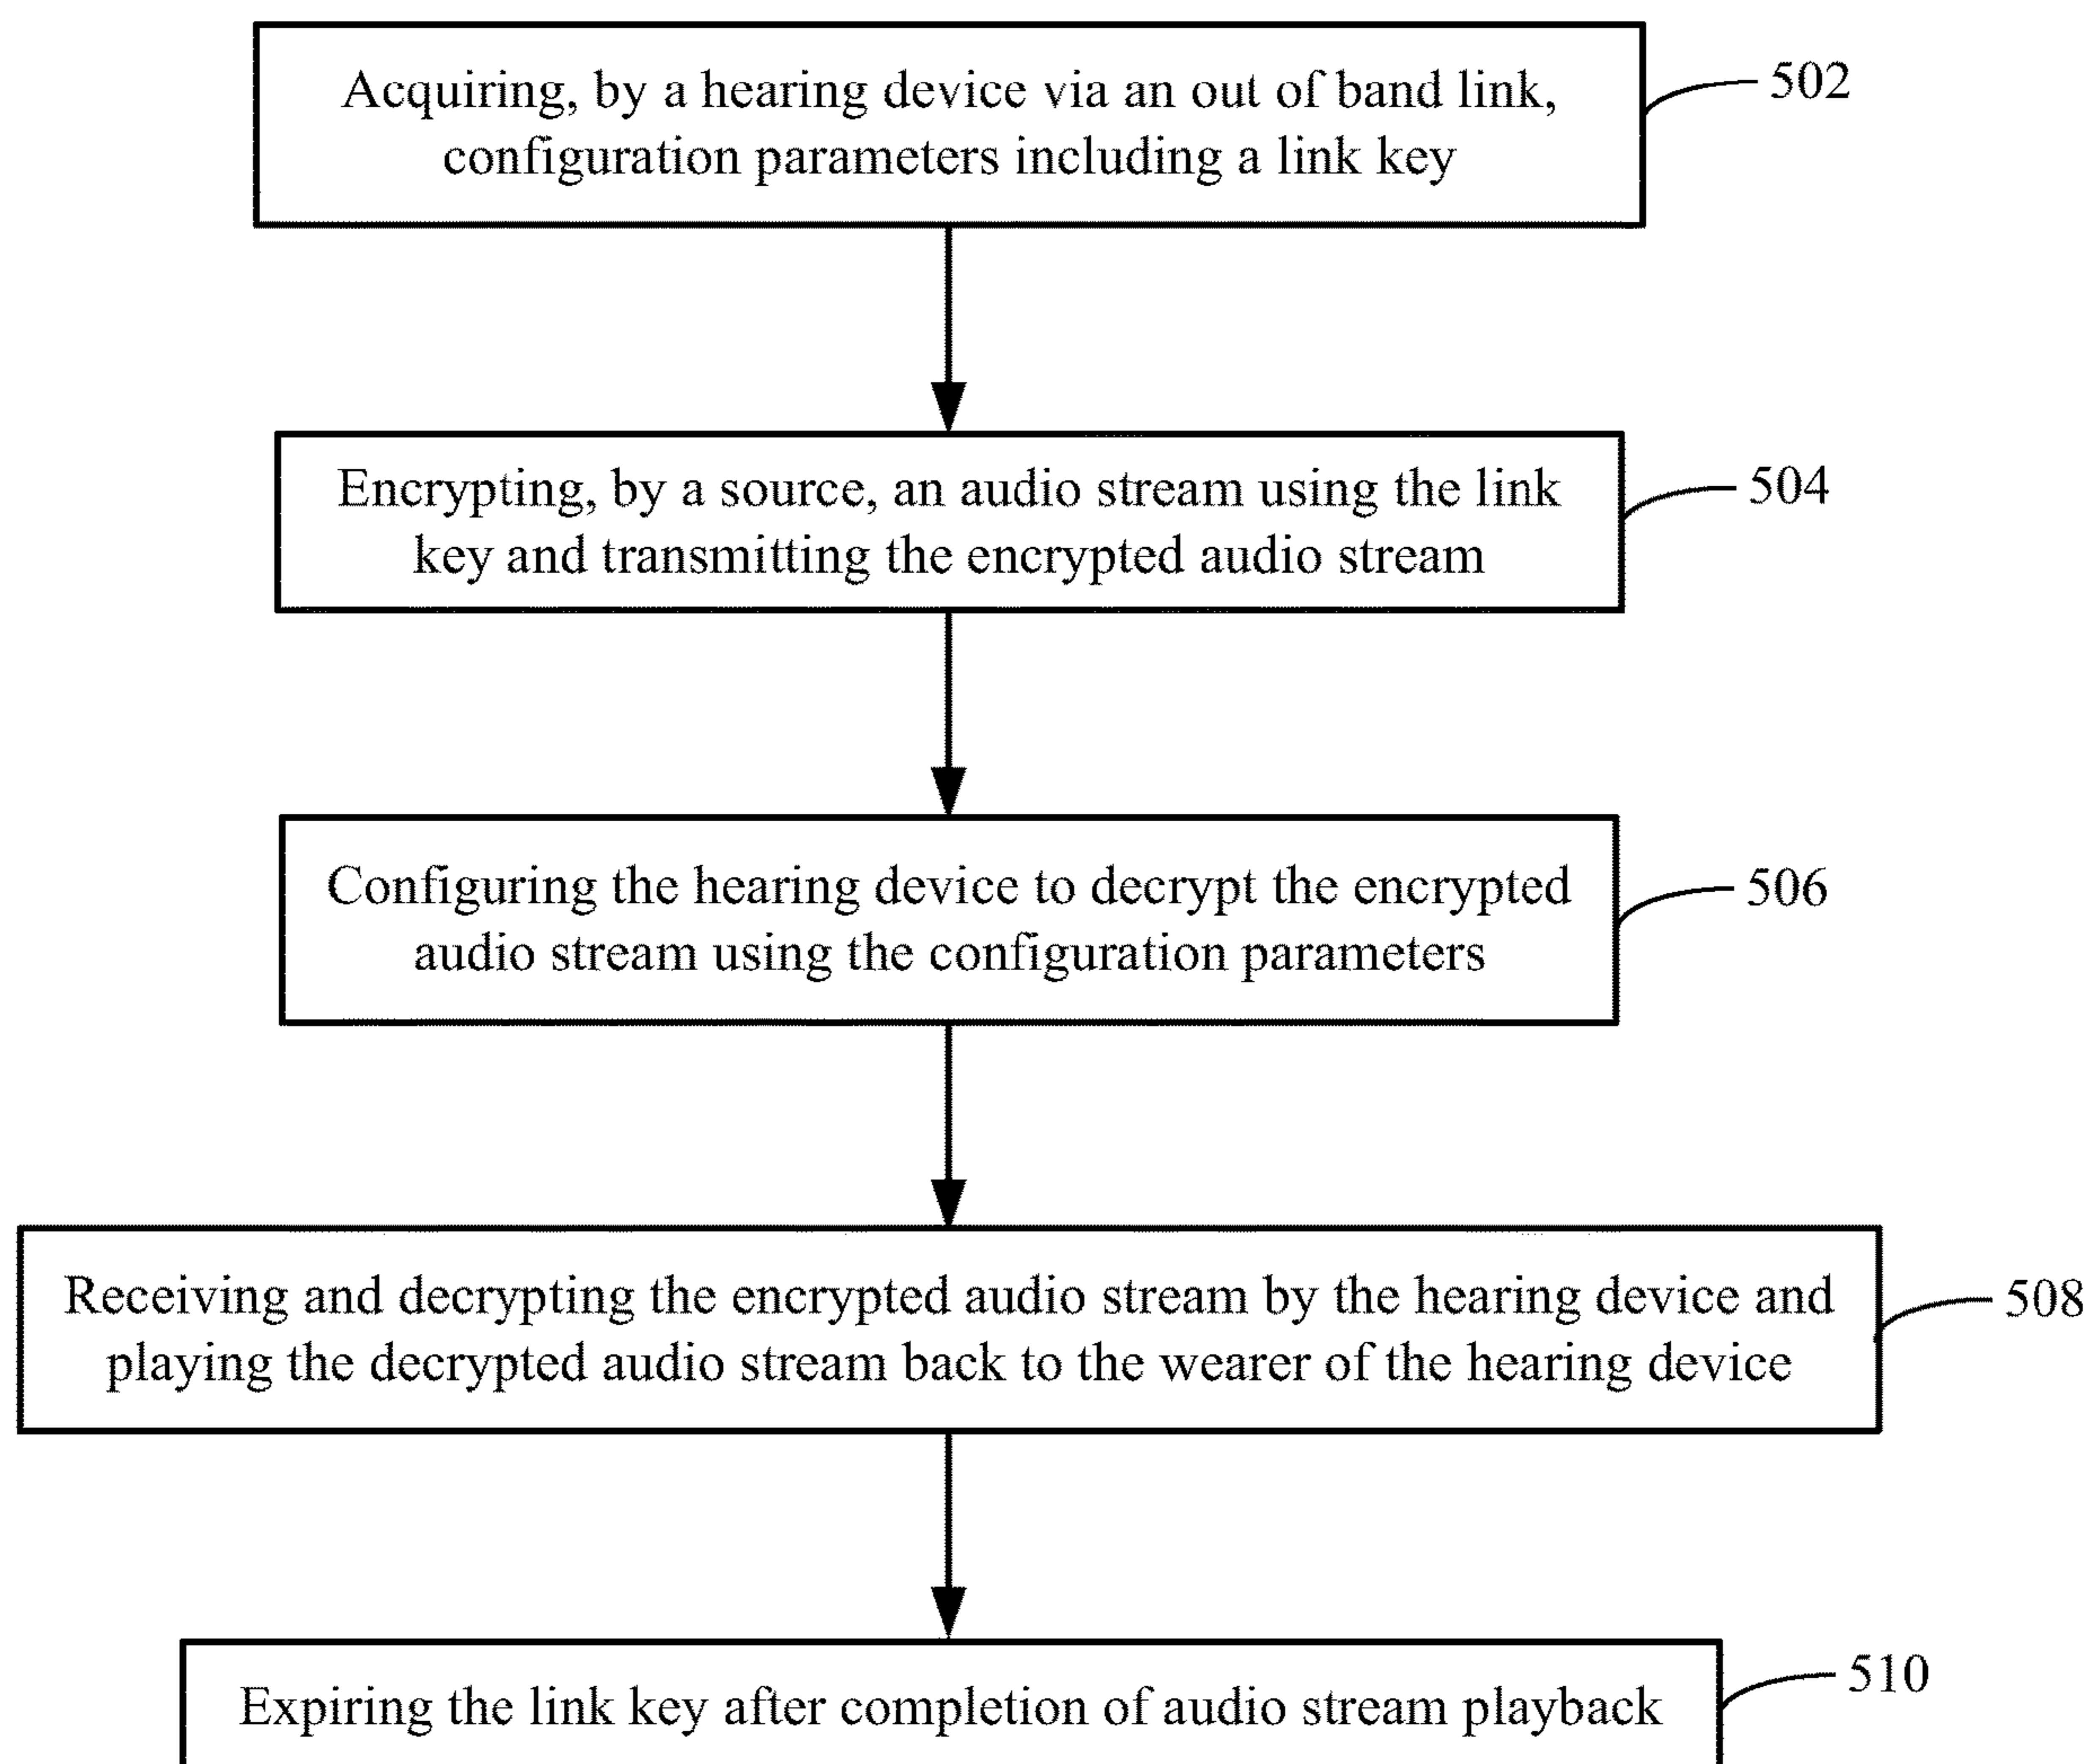 Acquiring, by a hearing device via an out of band link,
configuration parameters including a link key
502
Encrypting, by a source, an audio stream using the link
key and transmitting the encrypted audio stream
504
Configuring the hearing device to decrypt the encrypted
audio stream using the configuration parameters
506
Receiving and decrypting the encrypted audio stream by the hearing device and
playing the decrypted audio stream back to the wearer of the hearing device
508
Expiring the link key after completion of audio stream playback
510